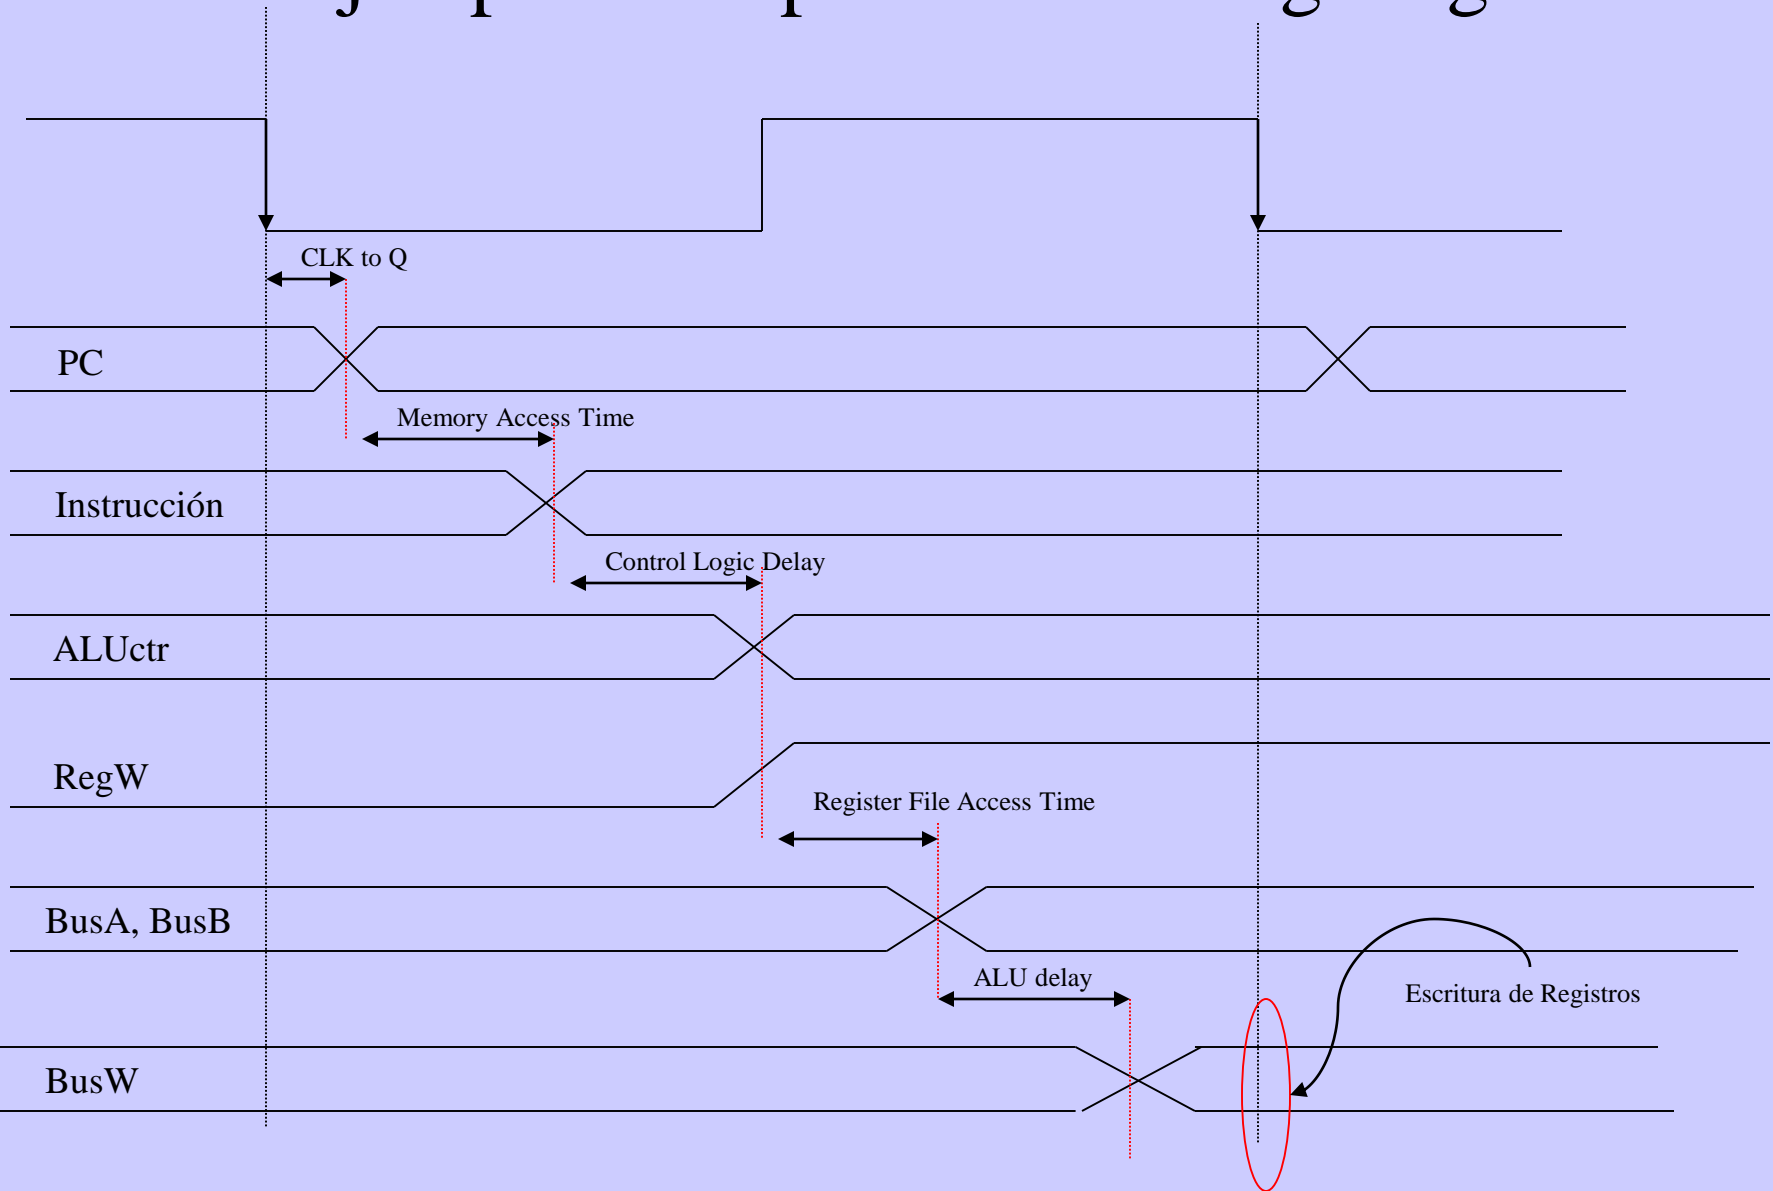 CLK to Q
PC
Memory Access Time
Instrucción
Control Logic Delay
ALUctr
RegW
Register File Access Time
BusA, BusB
ALU delay
Escritura de Registros
BusW